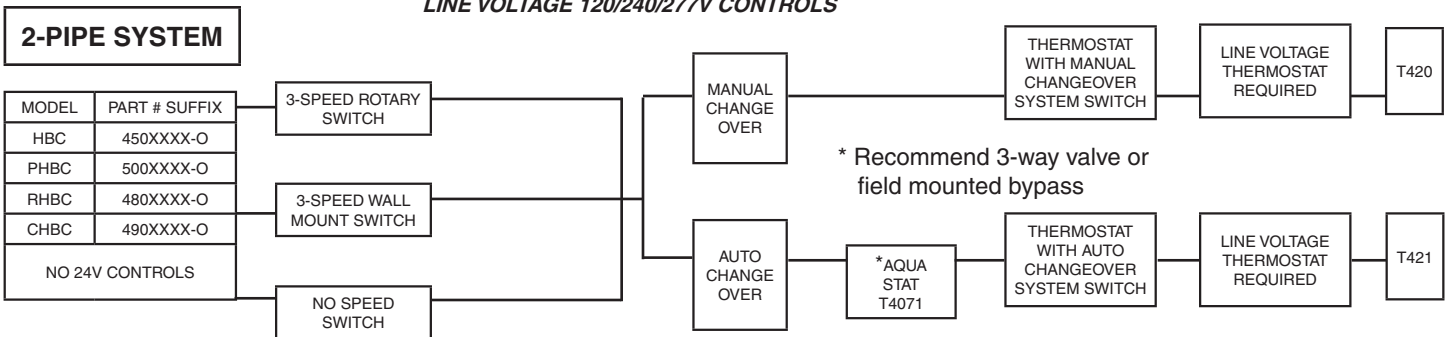 LINE VOLTAGE 120/240/277V CONTROLS
2-PIPE SYSTEM
MODEL PART # SUFFIX
HBC 450XXXX-O
PHBC 500XXXX-O
RHBC 480XXXX-O
CHBC 490XXXX-O
NO 24V CONTROLS
3-SPEED ROTARY
SWITCH
3-SPEED WALL
MOUNT SWITCH
NO SPEED
SWITCH
MANUAL
CHANGE
OVER
THERMOSTAT
WITH MANUAL
CHANGEOVER
SYSTEM SWITCH
LINE VOLTAGE
THERMOSTAT
REQUIRED
T420
* Recommend 3-way valve or
field mounted bypass
AUTO
CHANGE
OVER
*AQUA
STAT
T4071
THERMOSTAT
WITH AUTO
CHANGEOVER
SYSTEM SWITCH
LINE VOLTAGE
THERMOSTAT
REQUIRED
T421